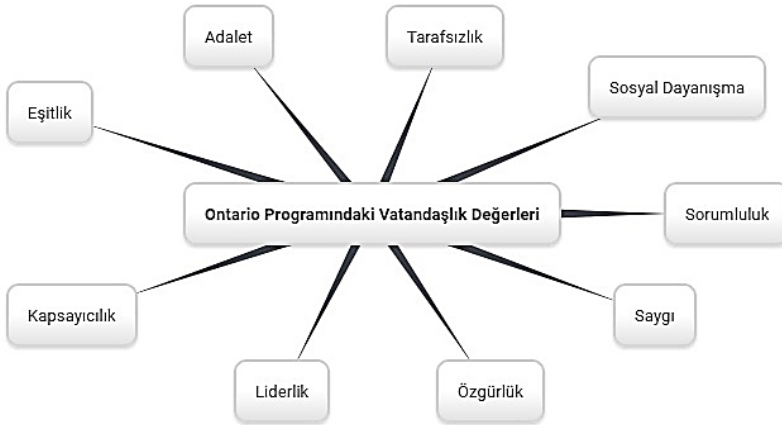 Adalet
Tarafsızlık
Sosyal Dayanışma
Eşitlik
Ontario Programındaki Vatandaşlık Değerleri
Sorumluluk
Kapsayıcılık
Saygı
Liderlik
Özgürlük